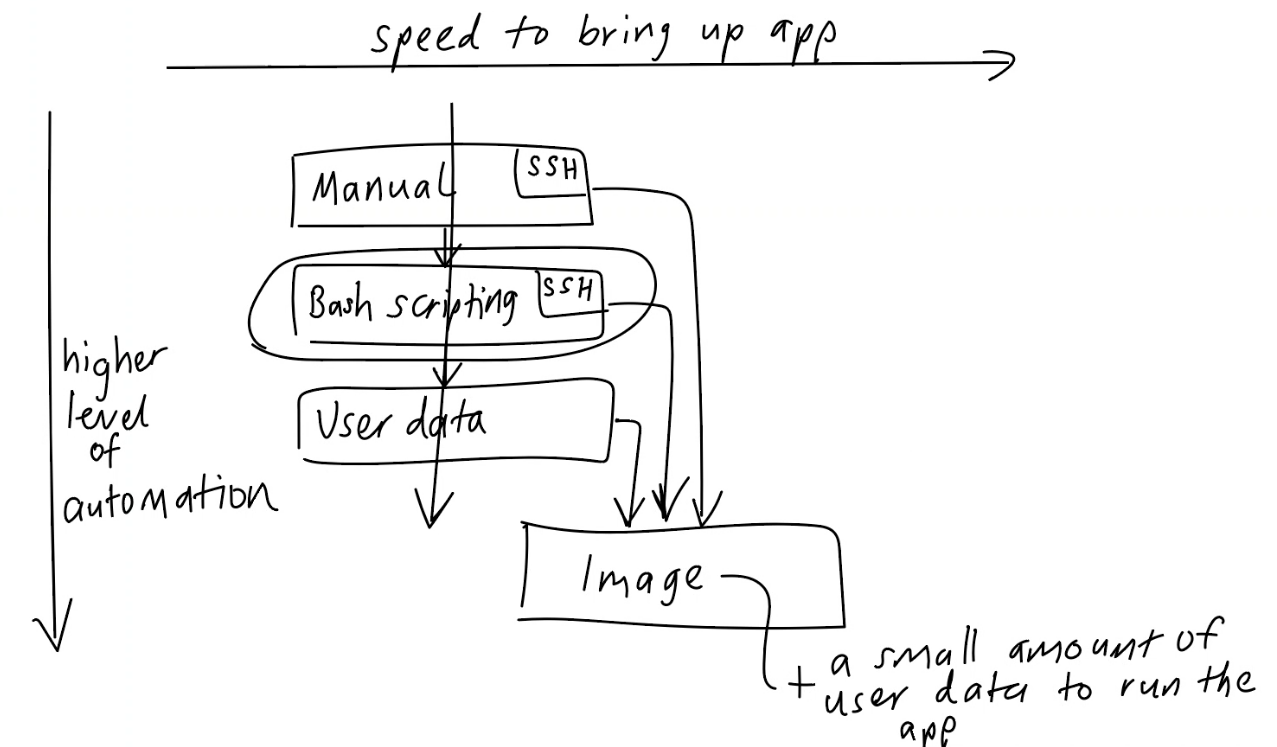 speed to bring up app
Manual
SSH
Bash scripting
SSH
User data
higher
level
of
automation
Image
+ a small amount of
user data to run the
app